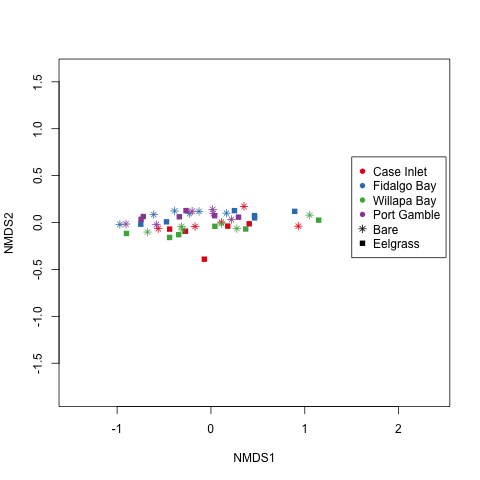 1.5
1.0
0.5
0.0
-0.5
-1.0
-1.5
NMDS2
Case Inlet
Fidalgo Bay
Willapa Bay
Port Gamble
Bare
Eelgrass
-1
0
1
2
NMDS1